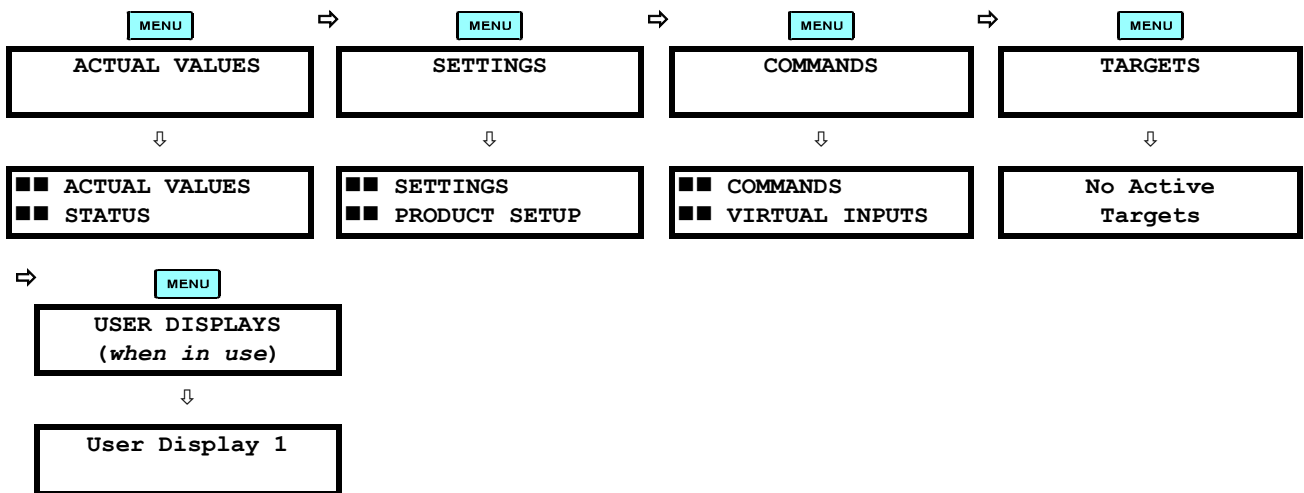 MENU MENU MENU MENU
ACTUAL VALUES SETTINGS COMMANDS TARGETS
■■ ACTUAL VALUES ■■ SETTINGS ■■ COMMANDS No Active
■■ STATUS ■■ PRODUCT SETUP ■■ VIRTUAL INPUTS Targets
MENU
USER DISPLAYS
(when in use)
User Display 1